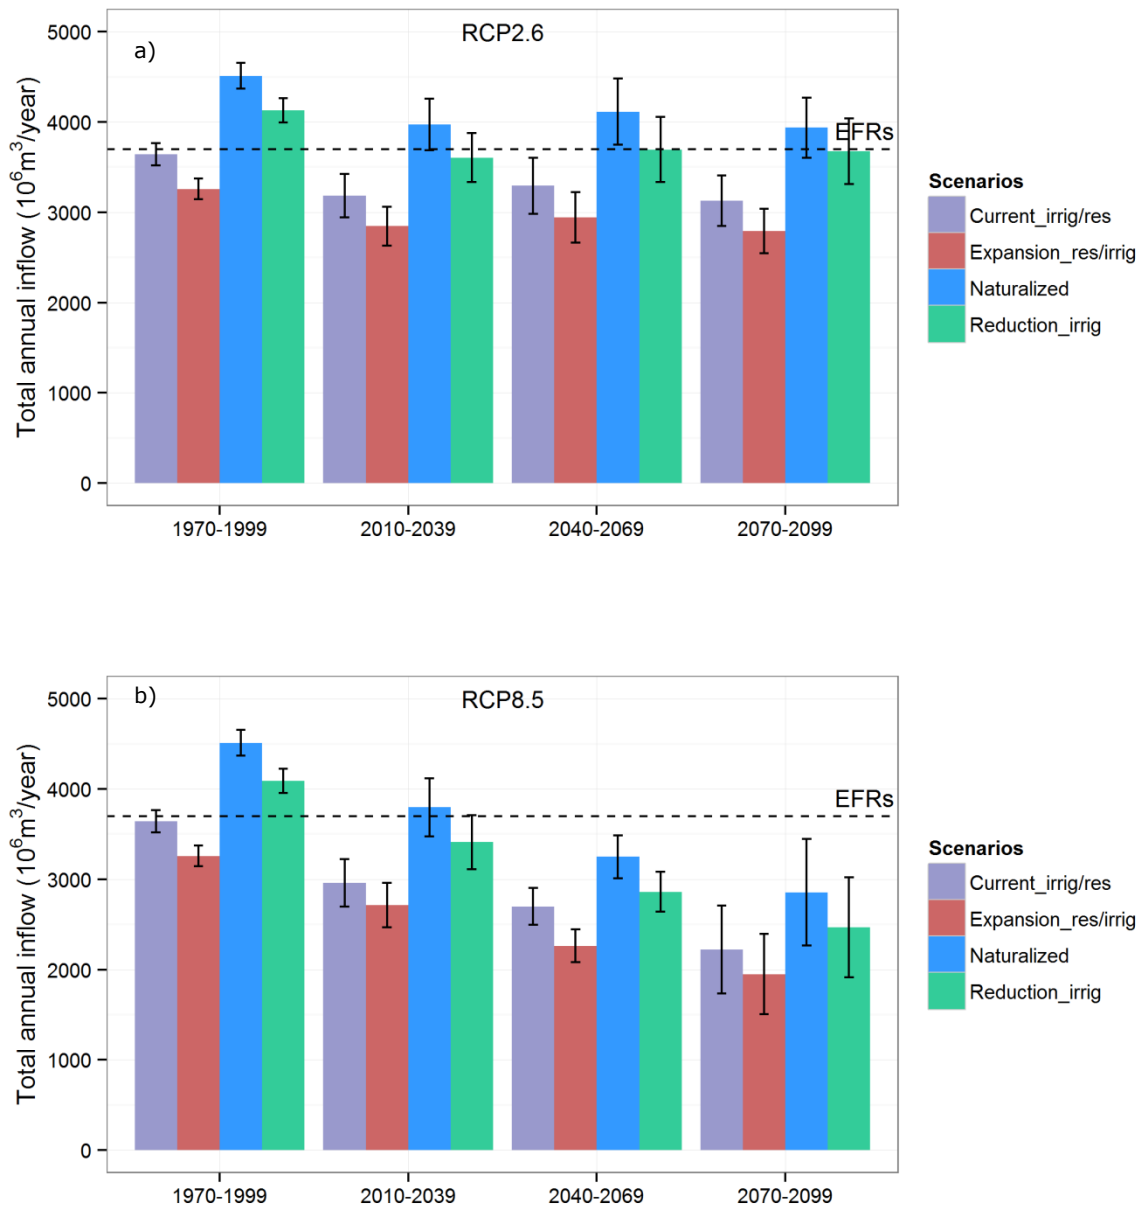 a)
RCP2.6
Total annual inflow (10⁶m³/year)
5000
4000
3000
2000
1000
0
EFRs
1970-1999
2010-2039
2040-2069
2070-2099
Scenarios
Current_irrig/res
Expansion_res/irrig
Naturalized
Reduction_irrig
b)
RCP8.5
Total annual inflow (10⁶m³/year)
5000
4000
3000
2000
1000
0
EFRs
1970-1999
2010-2039
2040-2069
2070-2099
Scenarios
Current_irrig/res
Expansion_res/irrig
Naturalized
Reduction_irrig